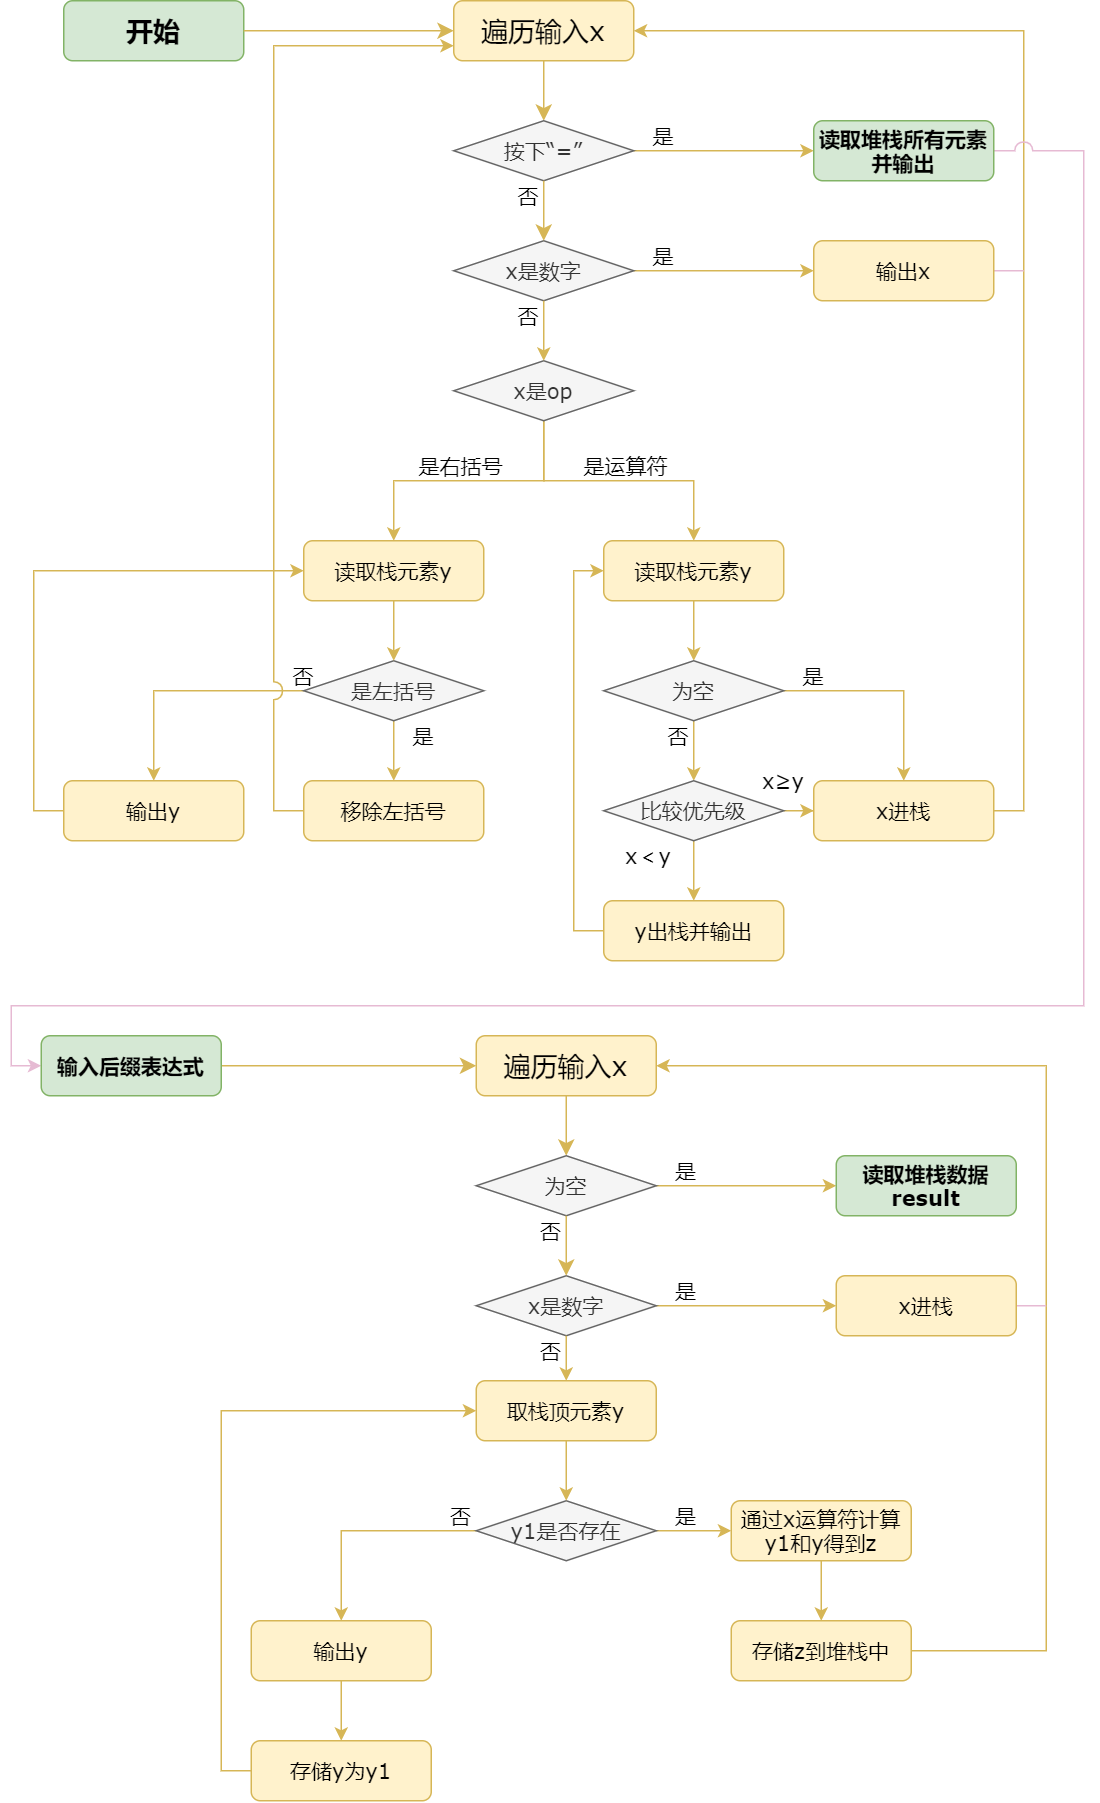 开始
遍历输入x
按下“=”
是
读取堆栈所有元素
并输出
否
x是数字
是
输出x
否
x是op
是右括号
是运算符
读取栈元素y
读取栈元素y
否
是左括号
为空
是
是
否
输出y
移除左括号
比较优先级
x≥y
x进栈
x<y
y出栈并输出
输入后缀表达式
遍历输入x
为空
是
读取堆栈数据
result
否
x是数字
是
x进栈
否
取栈顶元素y
否
y1是否存在
是
通过x运算符计算
y1和y得到z
输出y
存储z到堆栈中
存储y为y1